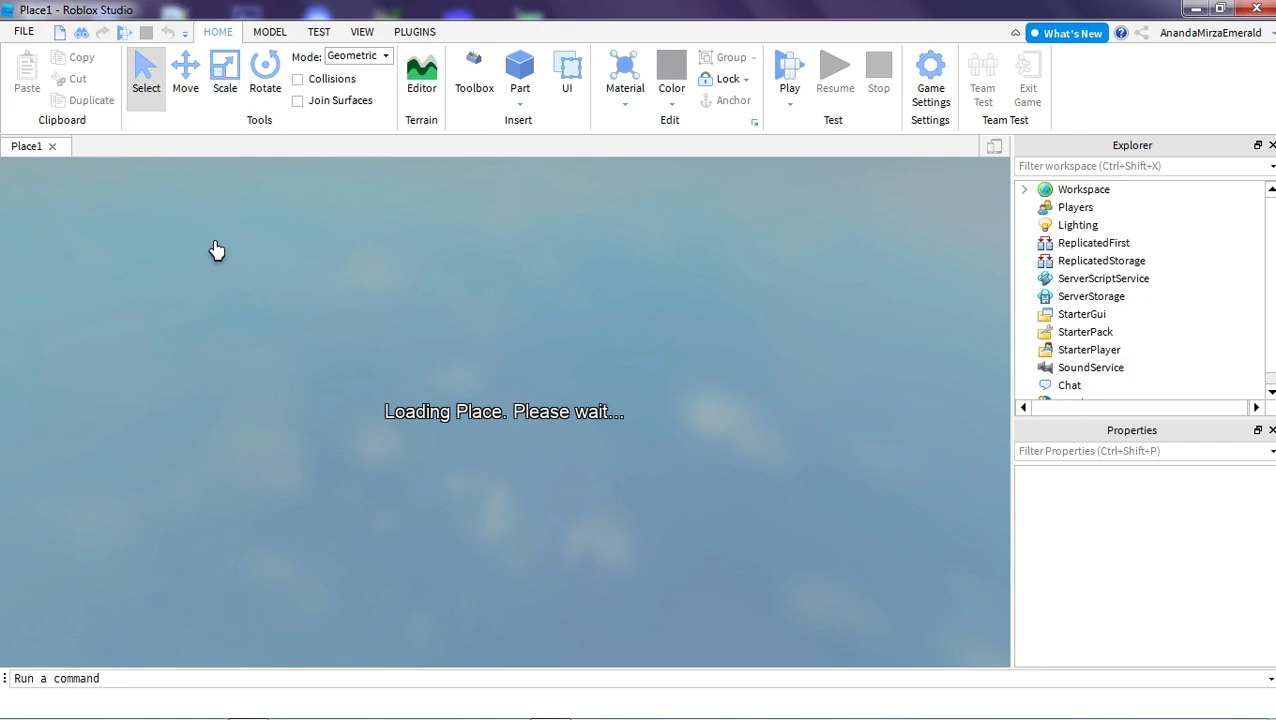 Place1 - Roblox Studio
FILE HOME MODEL TEST VIEW PLUGINS What's New AnandaMirzaEmerald
Paste Copy Cut Duplicate
Clipboard
Select Move Scale Rotate Mode: Geometric Collisions Join Surfaces
Tools
Editor
Terrain
Toolbox Part UI
Insert
Material Color Group Lock Anchor
Edit
Play Resume Stop
Test
Game Settings
Settings
Team Test Exit Game
Team Test
Place1
Loading Place. Please wait...
Explorer
Filter workspace (Ctrl+Shift+X)
Workspace
Players
Lighting
ReplicatedFirst
ReplicatedStorage
ServerScriptService
ServerStorage
StarterGui
StarterPack
StarterPlayer
SoundService
Chat
Properties
Filter Properties (Ctrl+Shift+P)
Run a command